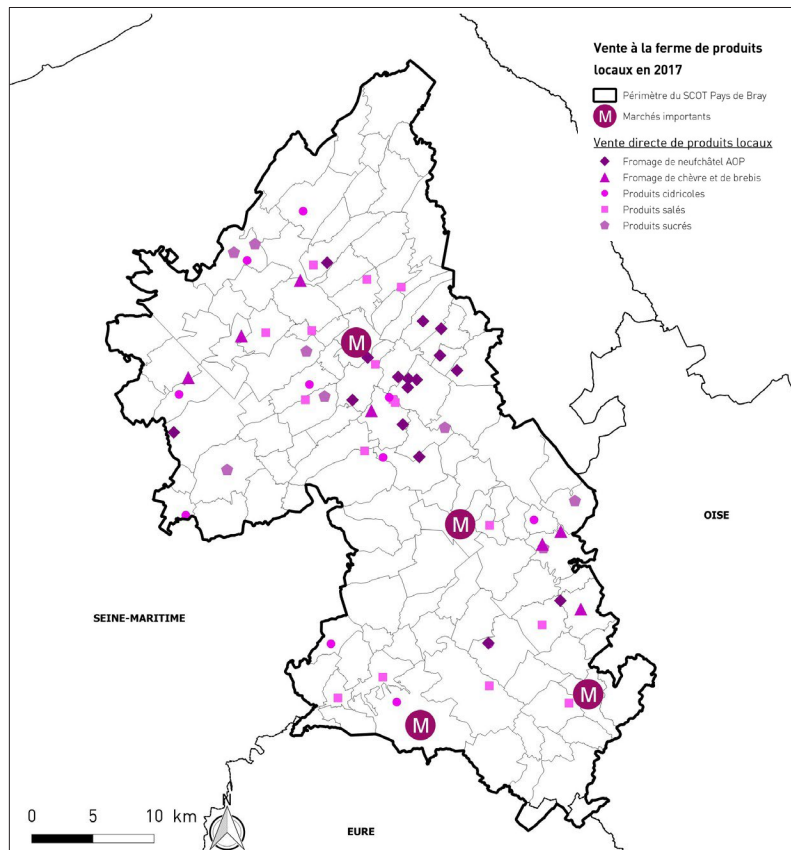 Vente à la ferme de produits
locaux en 2017
Périmètre du SCOT Pays de Bray
M Marchés importants
Vente directe de produits locaux
Fromage de neufchâtel AOP
Fromage de chèvre et de brebis
Produits cidricoles
Produits salés
Produits sucrés
M
M
OISE
SEINE-MARITIME
M
M
0 5 10 km
N
EURE